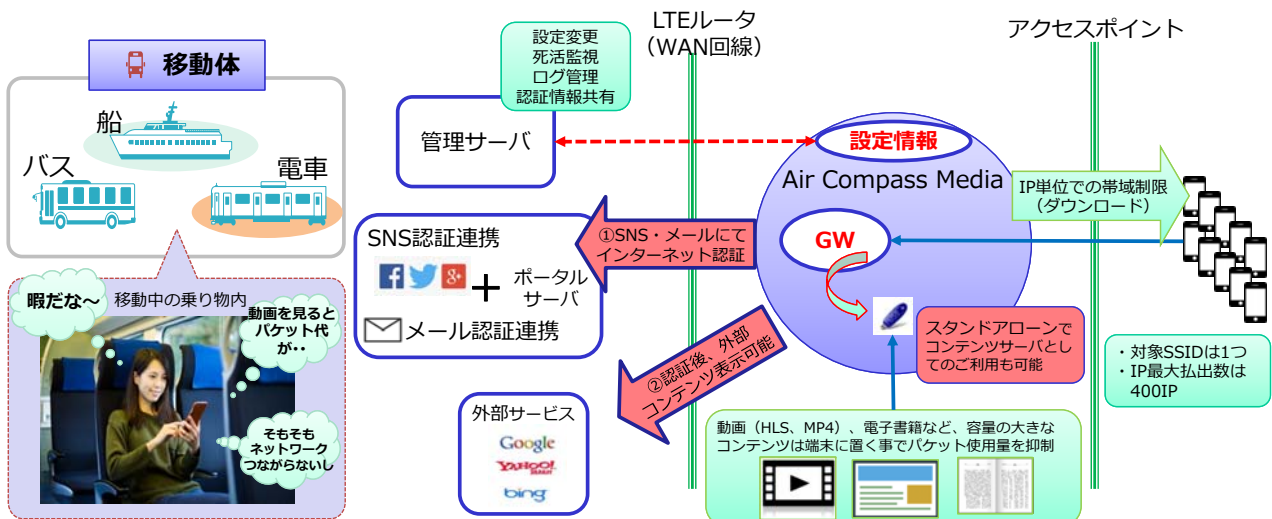 移動体
船
バス
電車
暇だな～
移動中の乗り物内
動画を見ると
パケット代
が・・
そもそも
ネットワーク
つながらないし
LTEルータ
（WAN回線）
アクセスポイント
設定変更
死活監視
ログ管理
認証情報共有
管理サーバ
設定情報
Air Compass Media
GW
IP単位での帯域制限
（ダウンロード）
①SNS・メールにて
インターネット認証
SNS認証連携
f
8+
+
ポータル
サーバ
メール認証連携
②認証後、外部
コンテンツ表示可能
スタンドアローンで
コンテンツサーバとし
てのご利用も可能
・対象SSIDは1つ
・IP最大払出数は
400IP
外部サービス
Google
YAHOO!
JAPAN
bing
動画（HLS、MP4）、電子書籍など、容量の大きな
コンテンツは端末に置く事でパケット使用量を抑制